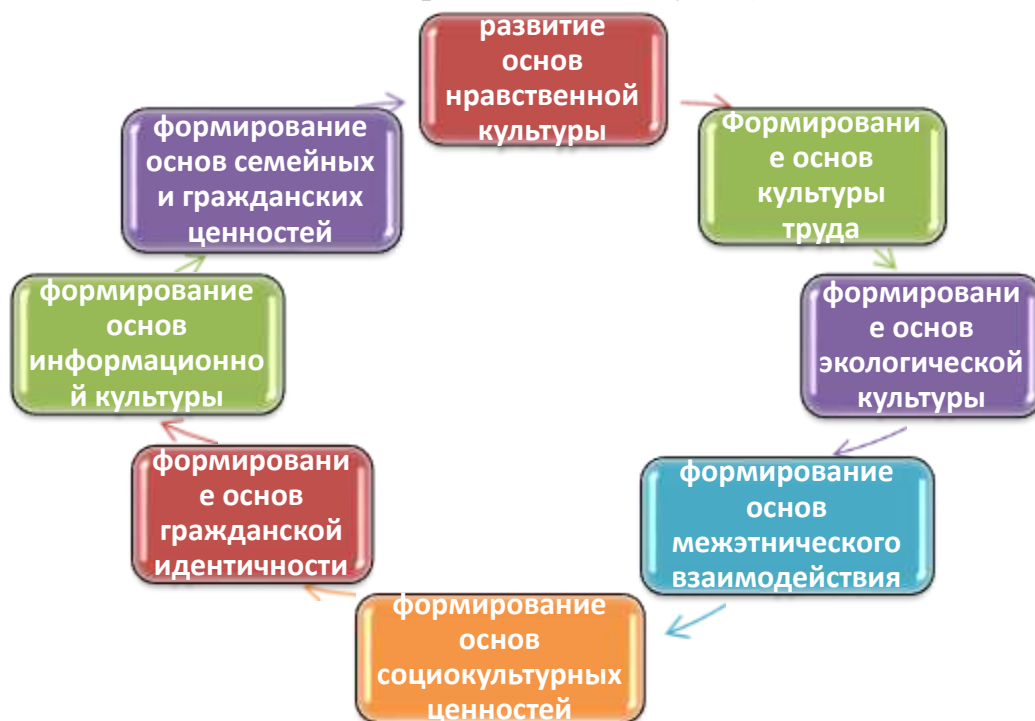 развитие
основ
нравственной
культуры
Формировани
е основ
культуры
труда
формировани
е основ
экологической
культуры
формирование
основ
межэтнического
взаимодействия
формирование
основ
социокультурных
ценностей
формировани
е основ
гражданской
идентичности
формирование
основ
информационно
й культуры
формирование
основ семейных
и гражданских
ценностей